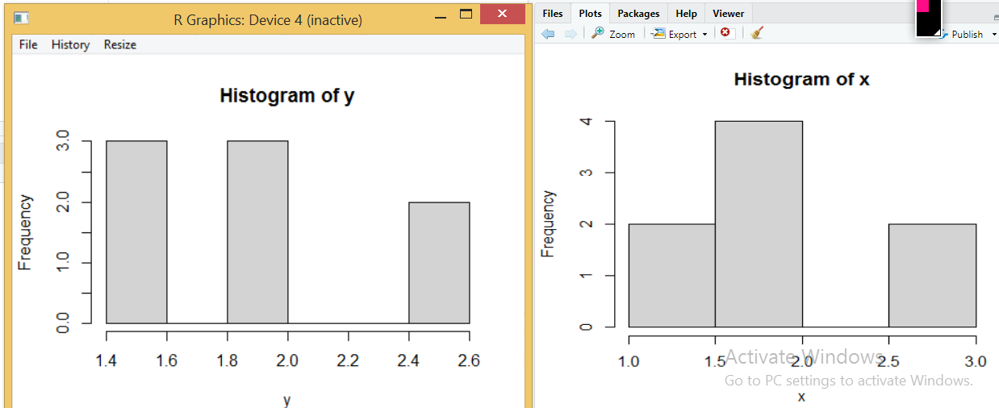 R Graphics: Device 4 (inactive)
File History Resize
Histogram of y
Frequency
0.0 1.0 2.0 3.0
1.4 1.6 1.8 2.0 2.2 2.4 2.6
y
Files Plots Packages Help Viewer
Zoom Export Publish
Histogram of x
Frequency
0 1 2 3 4
1.0 1.5 2.0 2.5 3.0
x
Activate Windows
Go to PC settings to activate Windows.